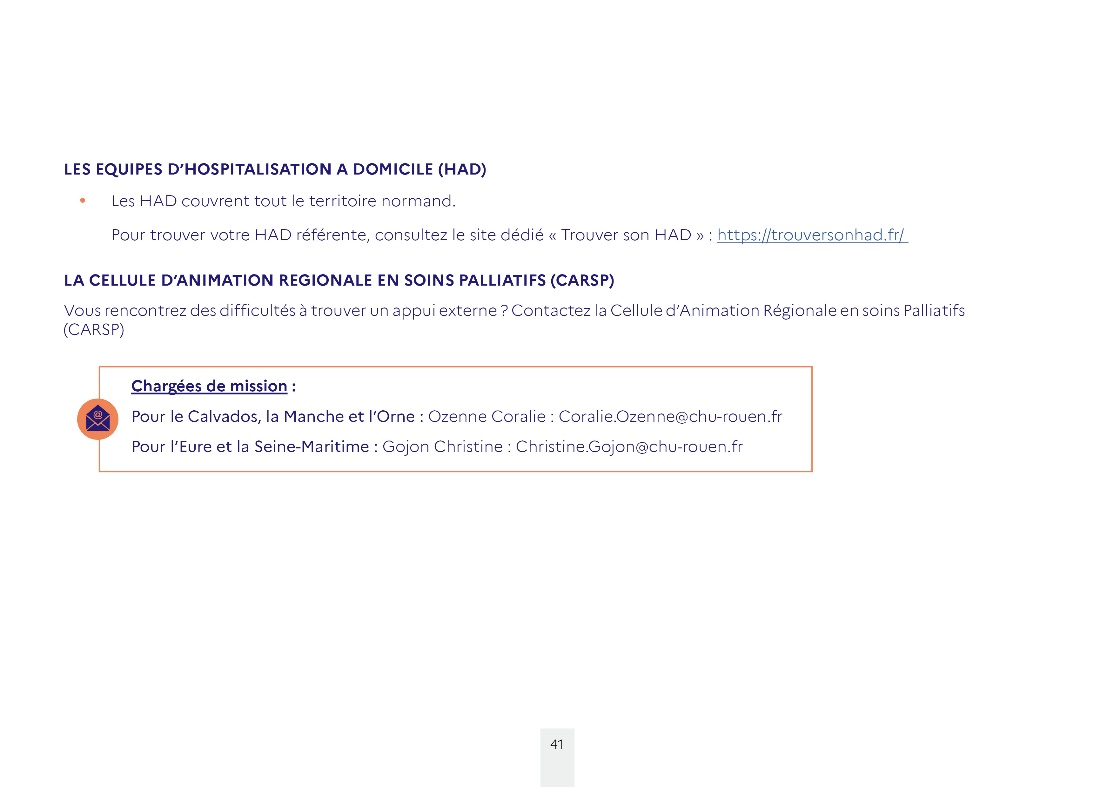 LES EQUIPES D'HOSPITALISATION A DOMICILE (HAD)
• Les HAD couvrent tout le territoire normand.
Pour trouver votre HAD référente, consultez le site dédié « Trouver son HAD » : https://trouversonhad.fr/
LA CELLULE D'ANIMATION REGIONALE EN SOINS PALLIATIFS (CARSP)
Vous rencontrez des difficultés à trouver un appui externe ? Contactez la Cellule d'Animation Régionale en soins Palliatifs
(CARSP)
Chargées de mission :
@
Pour le Calvados, la Manche et l'Orne : Ozenne Coralie : Coralie.Ozenne@chu-rouen.fr
Pour l'Eure et la Seine-Maritime : Gojon Christine : Christine.Gojon@chu-rouen.fr
41